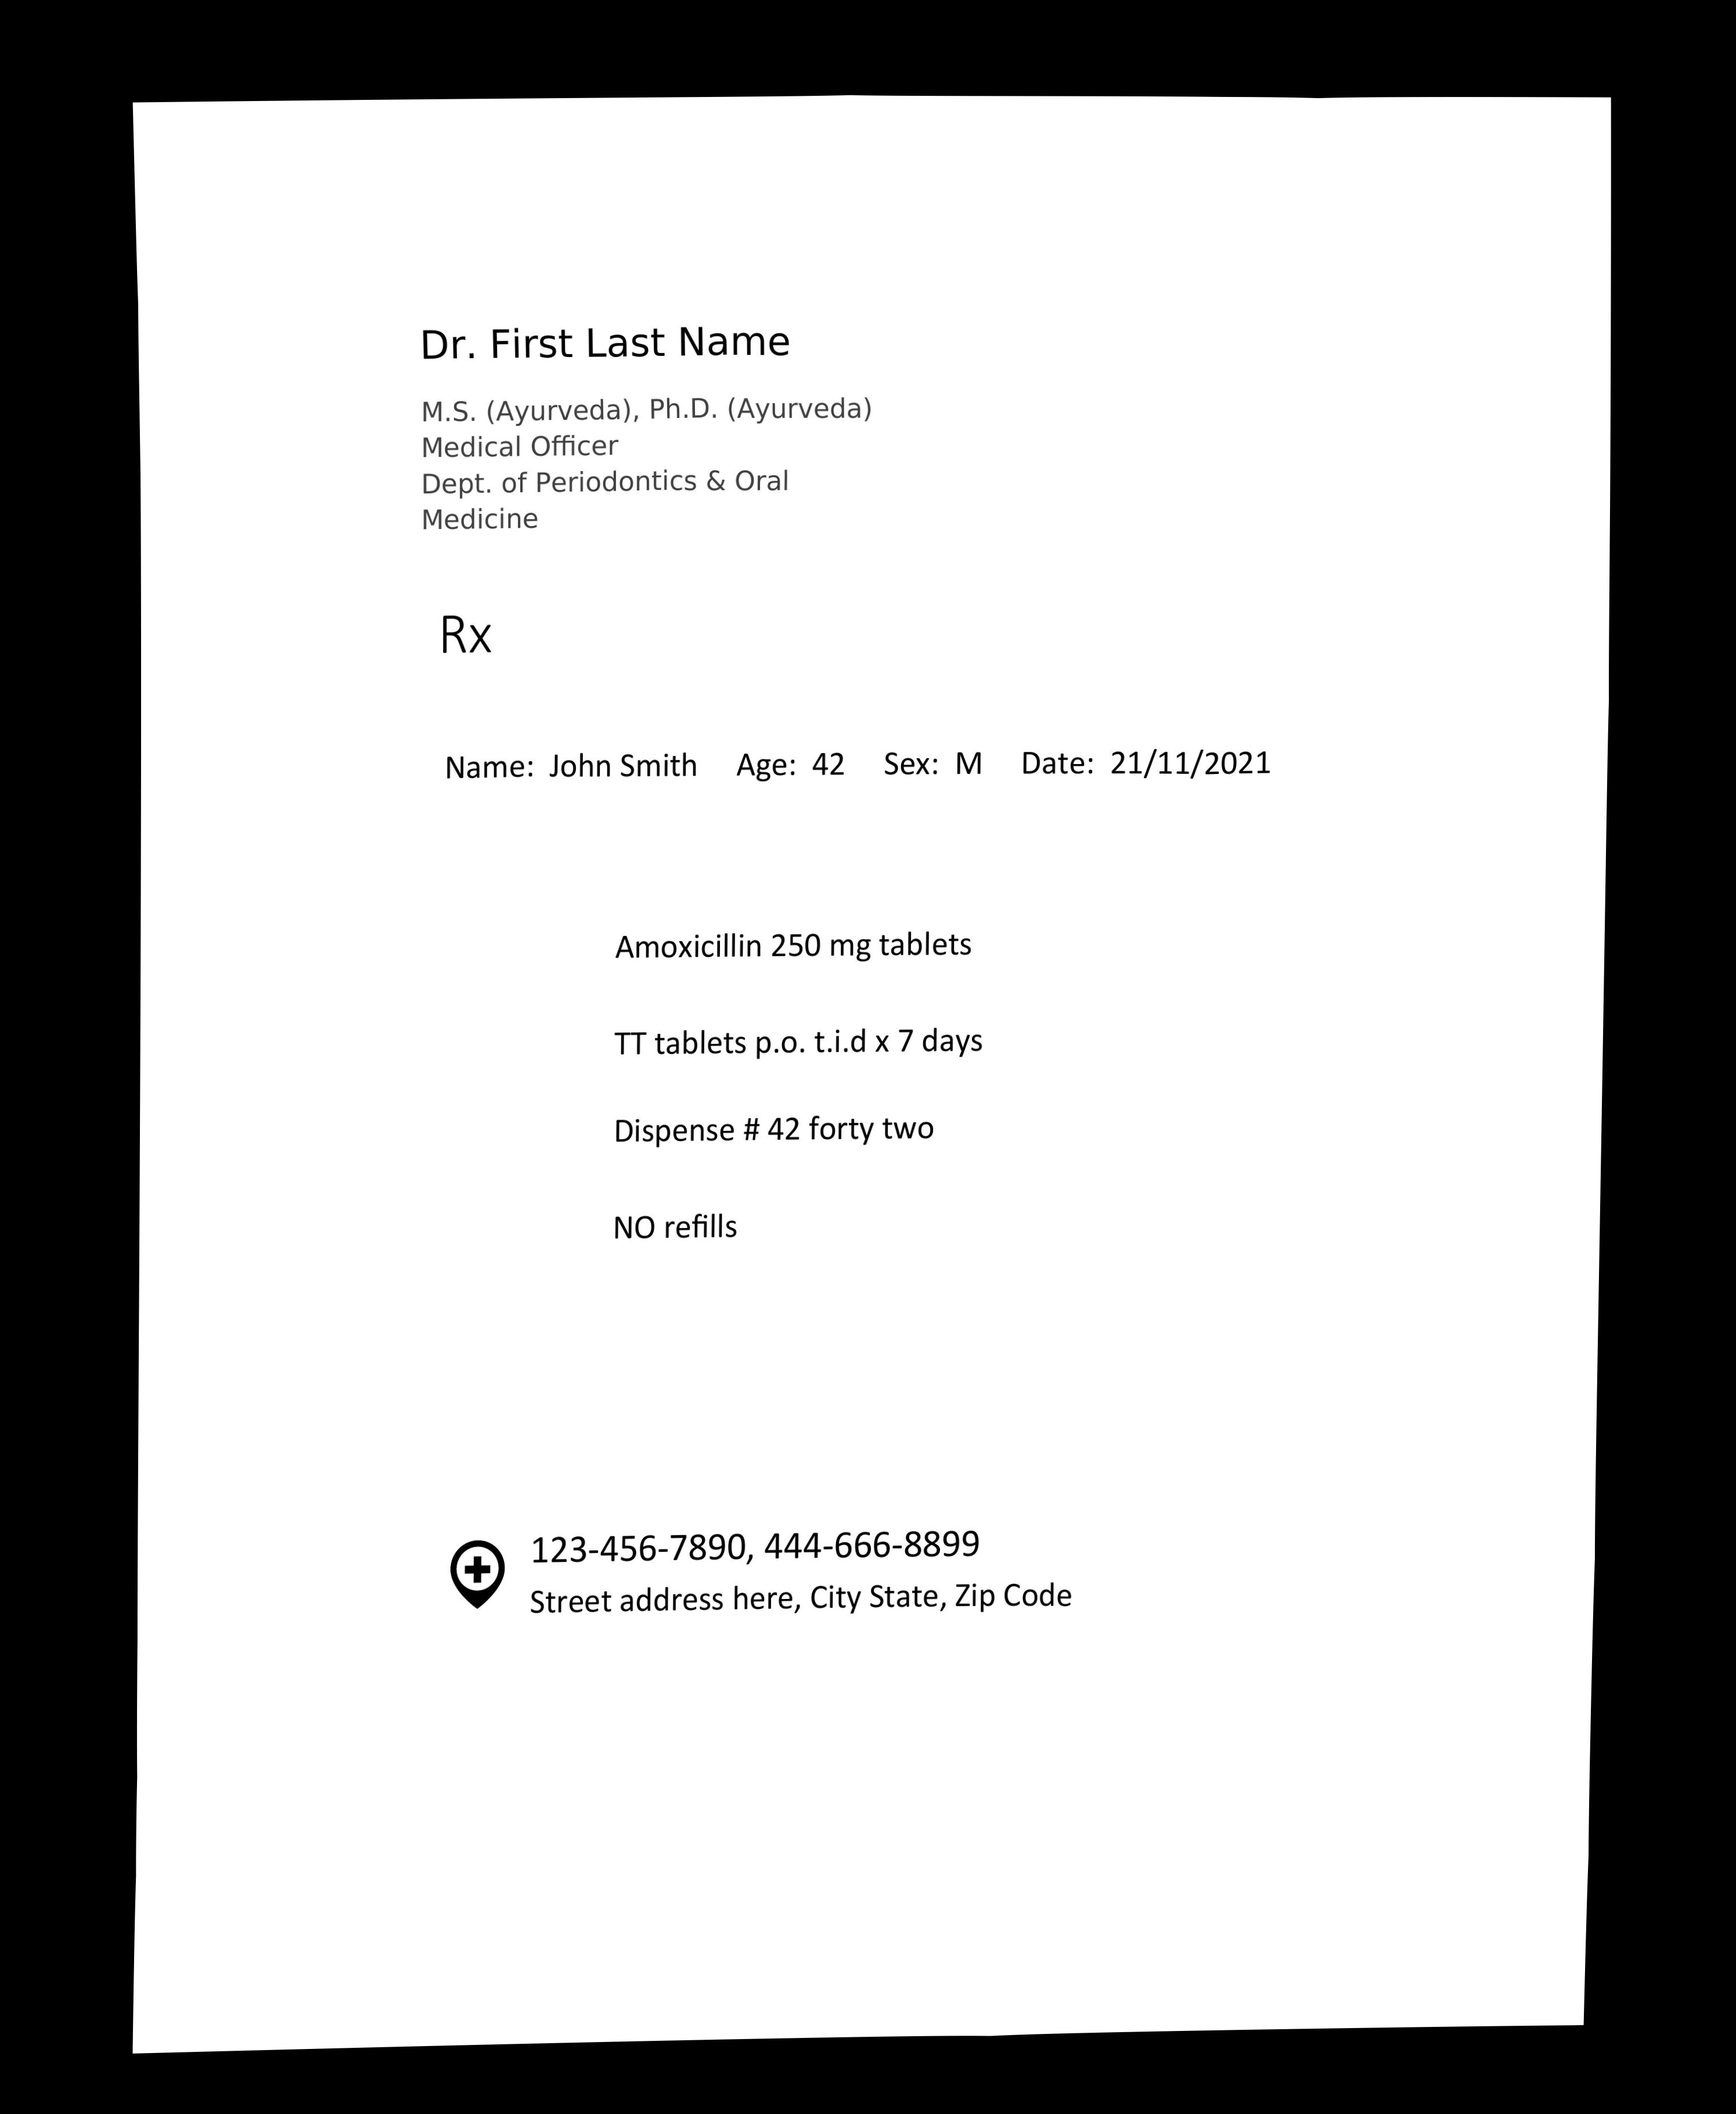 Dr. First Last Name
M.S. (Ayurveda), Ph.D. (Ayurveda)
Medical Officer
Dept. of Periodontics & Oral
Medicine
Rx
Name: John Smith Age: 42 Sex: M Date: 21/11/2021
Amoxicillin 250 mg tablets
TT tablets p.o. t.i.d x 7 days
Dispense # 42 forty two
NO refills
123-456-7890, 444-666-8899
Street address here, City State, Zip Code